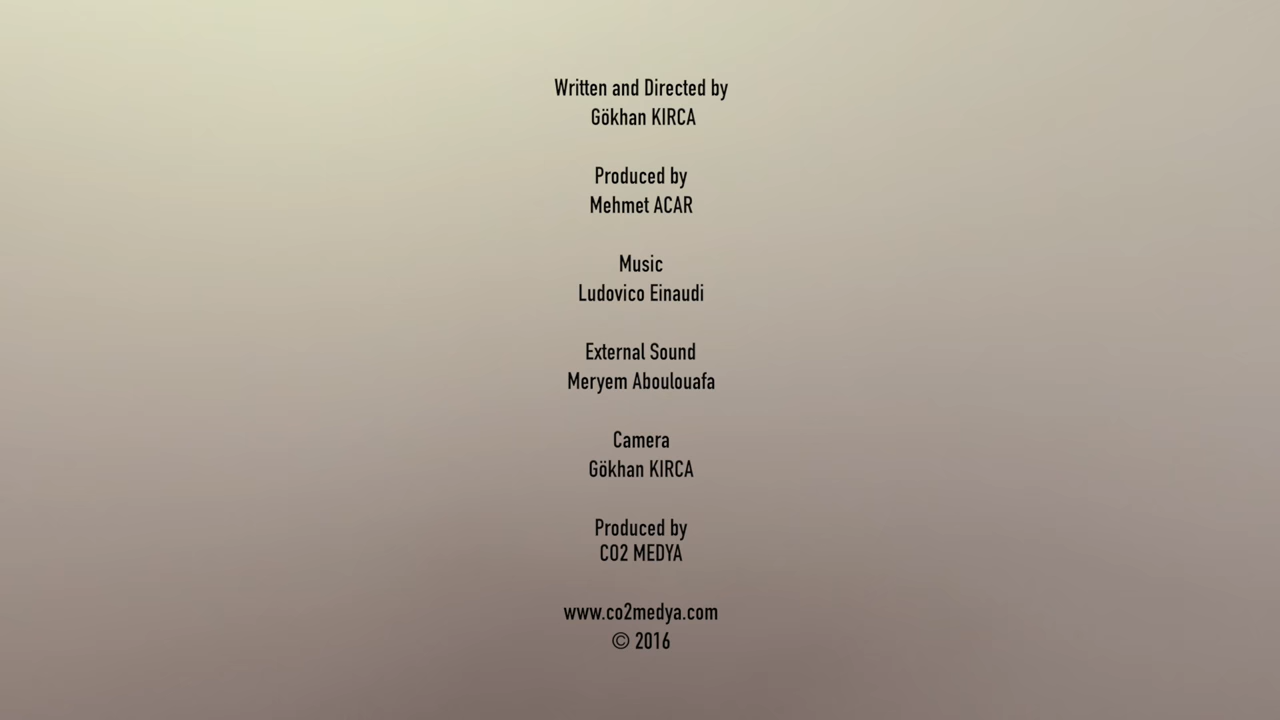 Written and Directed by
Gökhan KIRCA
Produced by
Mehmet ACAR
Music
Ludovico Einaudi
External Sound
Meryem Aboulouafa
Camera
Gökhan KIRCA
Produced by
CO2 MEDYA
www.co2medya.com
© 2016